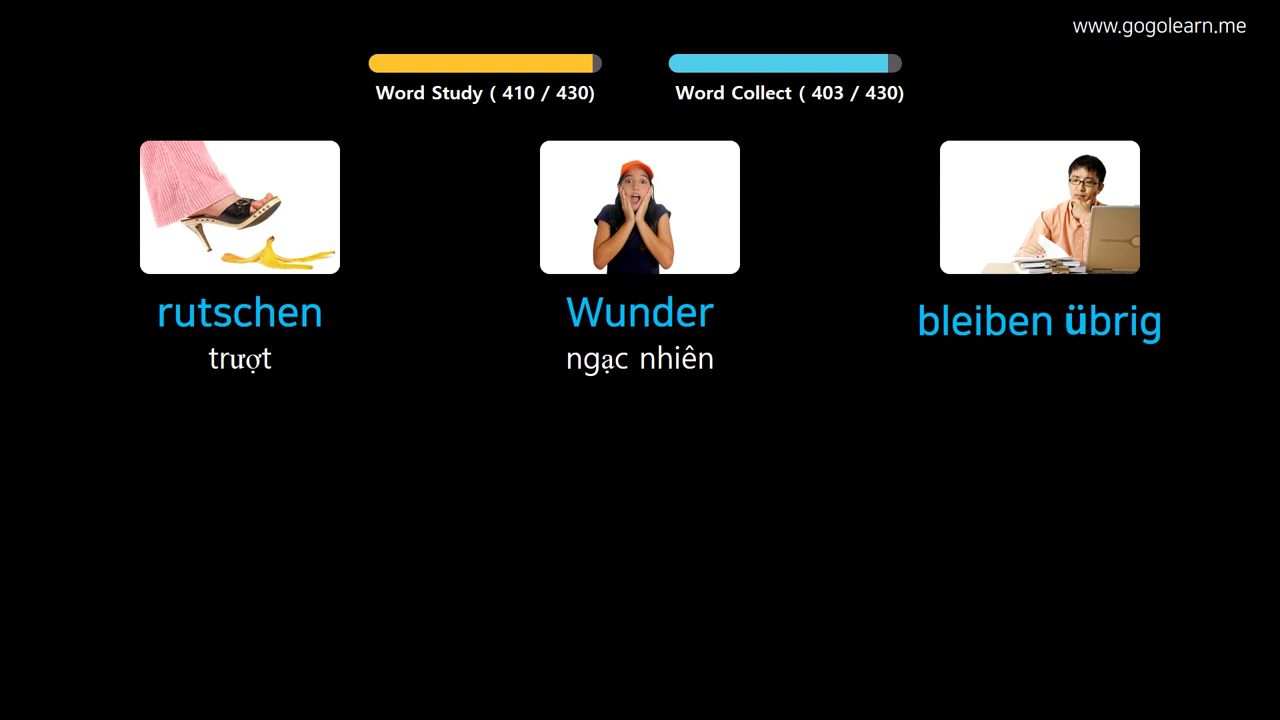 www.gogolearn.me
Word Study ( 410 / 430)
Word Collect ( 403 / 430)
rutschen
trượt
Wunder
ngạc nhiên
bleiben übrig